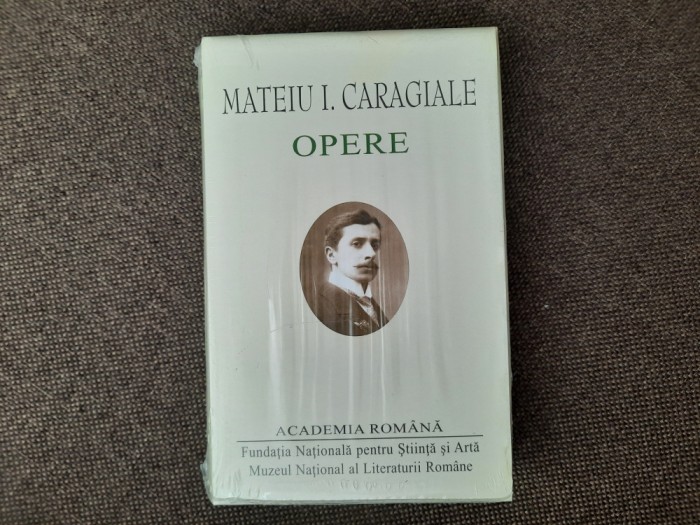 MATEIU I. CARAGIALE
OPERE
ACADEMIA ROMÂNĂ
Fundația Națională pentru Știință și Artă
Muzeul Național al Literaturii Române